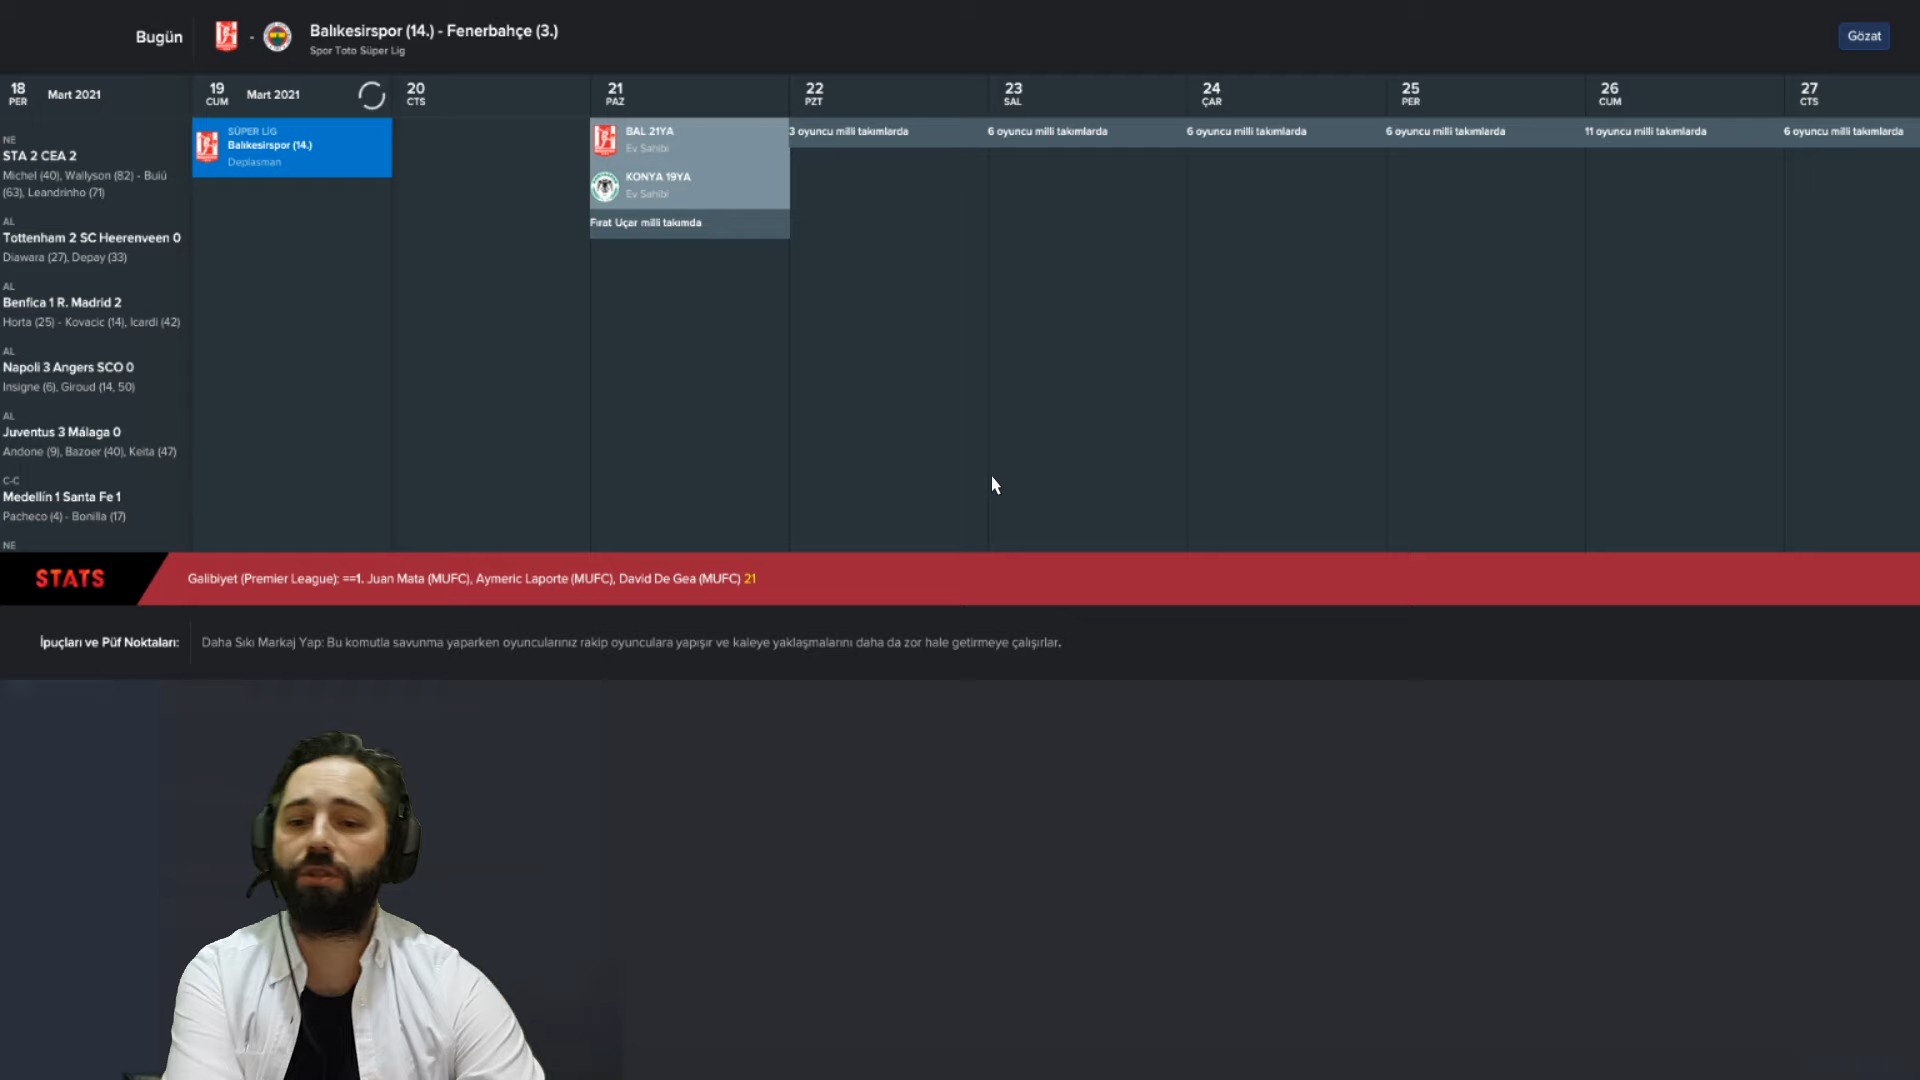 Bugün
Balıkesirspor (14.) - Fenerbahçe (3.)
Spor Toto Süper Lig
Gözat
18 PER Mart 2021
19 CUM Mart 2021
20 CTS
21 PAZ
22 PZT
23 SAL
24 ÇAR
25 PER
26 CUM
27 CTS
NE
STA 2 CEA 2
Michel (40), Wallyson (82) - Buiú
(63), Leandrinho (71)
AL
Tottenham 2 SC Heerenveen 0
Diawara (27), Depay (33)
AL
Benfica 1 R. Madrid 2
Horta (25) - Kovacic (14), Icardi (42)
AL
Napoli 3 Angers SCO 0
Insigne (6), Giroud (14, 50)
AL
Juventus 3 Málaga 0
Andone (9), Bazoer (40), Keita (47)
C-C
Medellín 1 Santa Fe 1
Pacheco (4) - Bonilla (17)
NE
SÜPER LİG
Balıkesirspor (14.)
Deplasman
BAL 21YA
Ev Sahibi
KONYA 19YA
Ev Sahibi
Fırat Uçar milli takımda
3 oyuncu milli takımlarda
6 oyuncu milli takımlarda
6 oyuncu milli takımlarda
6 oyuncu milli takımlarda
11 oyuncu milli takımlarda
6 oyuncu milli takımlarda
STATS
Galibiyet (Premier League): ==1. Juan Mata (MUFC), Aymeric Laporte (MUFC), David De Gea (MUFC) 21
İpuçları ve Püf Noktaları:
Daha Sıkı Markaj Yap: Bu komutla savunma yaparken oyuncularınız rakip oyunculara yapışır ve kaleye yaklaşmalarını daha da zor hale getirmeye çalışırlar.